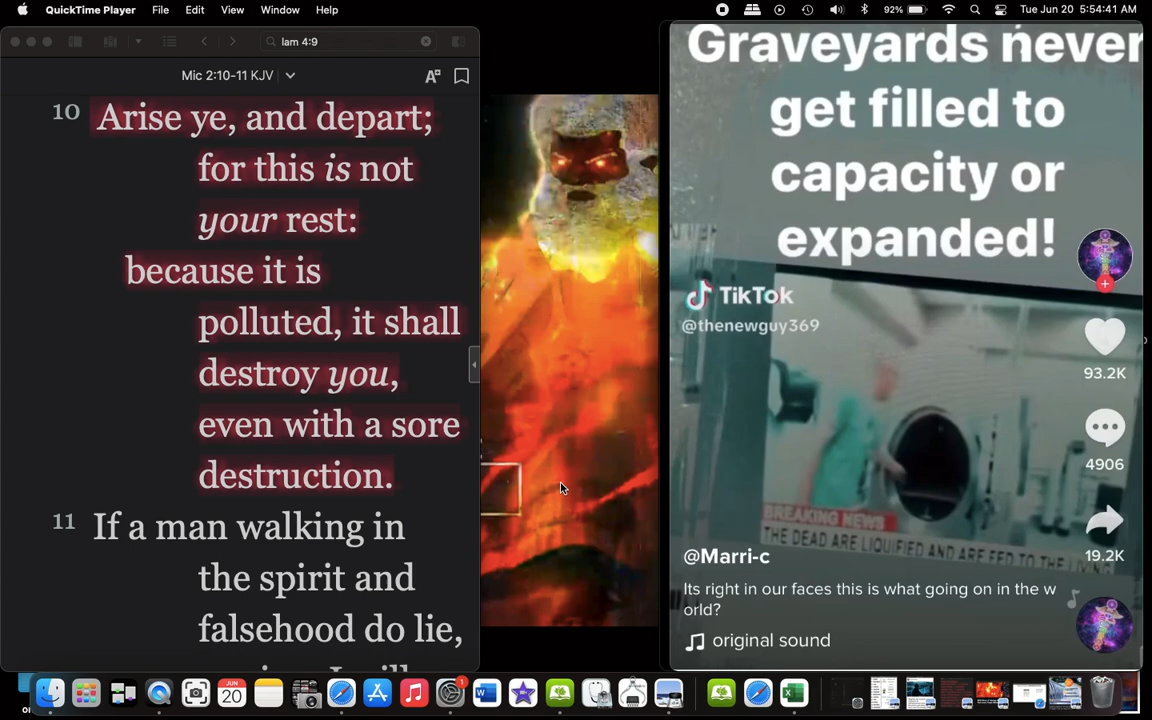 QuickTime Player File Edit View Window Help
92% Tue Jun 20 5:54:41 AM
lam 4:9
Mic 2:10-11 KJV
10 Arise ye, and depart;
for this is not
your rest:
because it is
polluted, it shall
destroy you,
even with a sore
destruction.
11 If a man walking in
the spirit and
falsehood do lie,
Graveyards never
get filled to
capacity or
expanded!
TikTok
@thenewguy369
93.2K
4906
BREAKING NEWS
THE DEAD ARE LIQUIFIED AND ARE FED TO THE LIVING
19.2K
@Marri-c
Its right in our faces this is what going on in the w
orld?
original sound
JUN
20
1